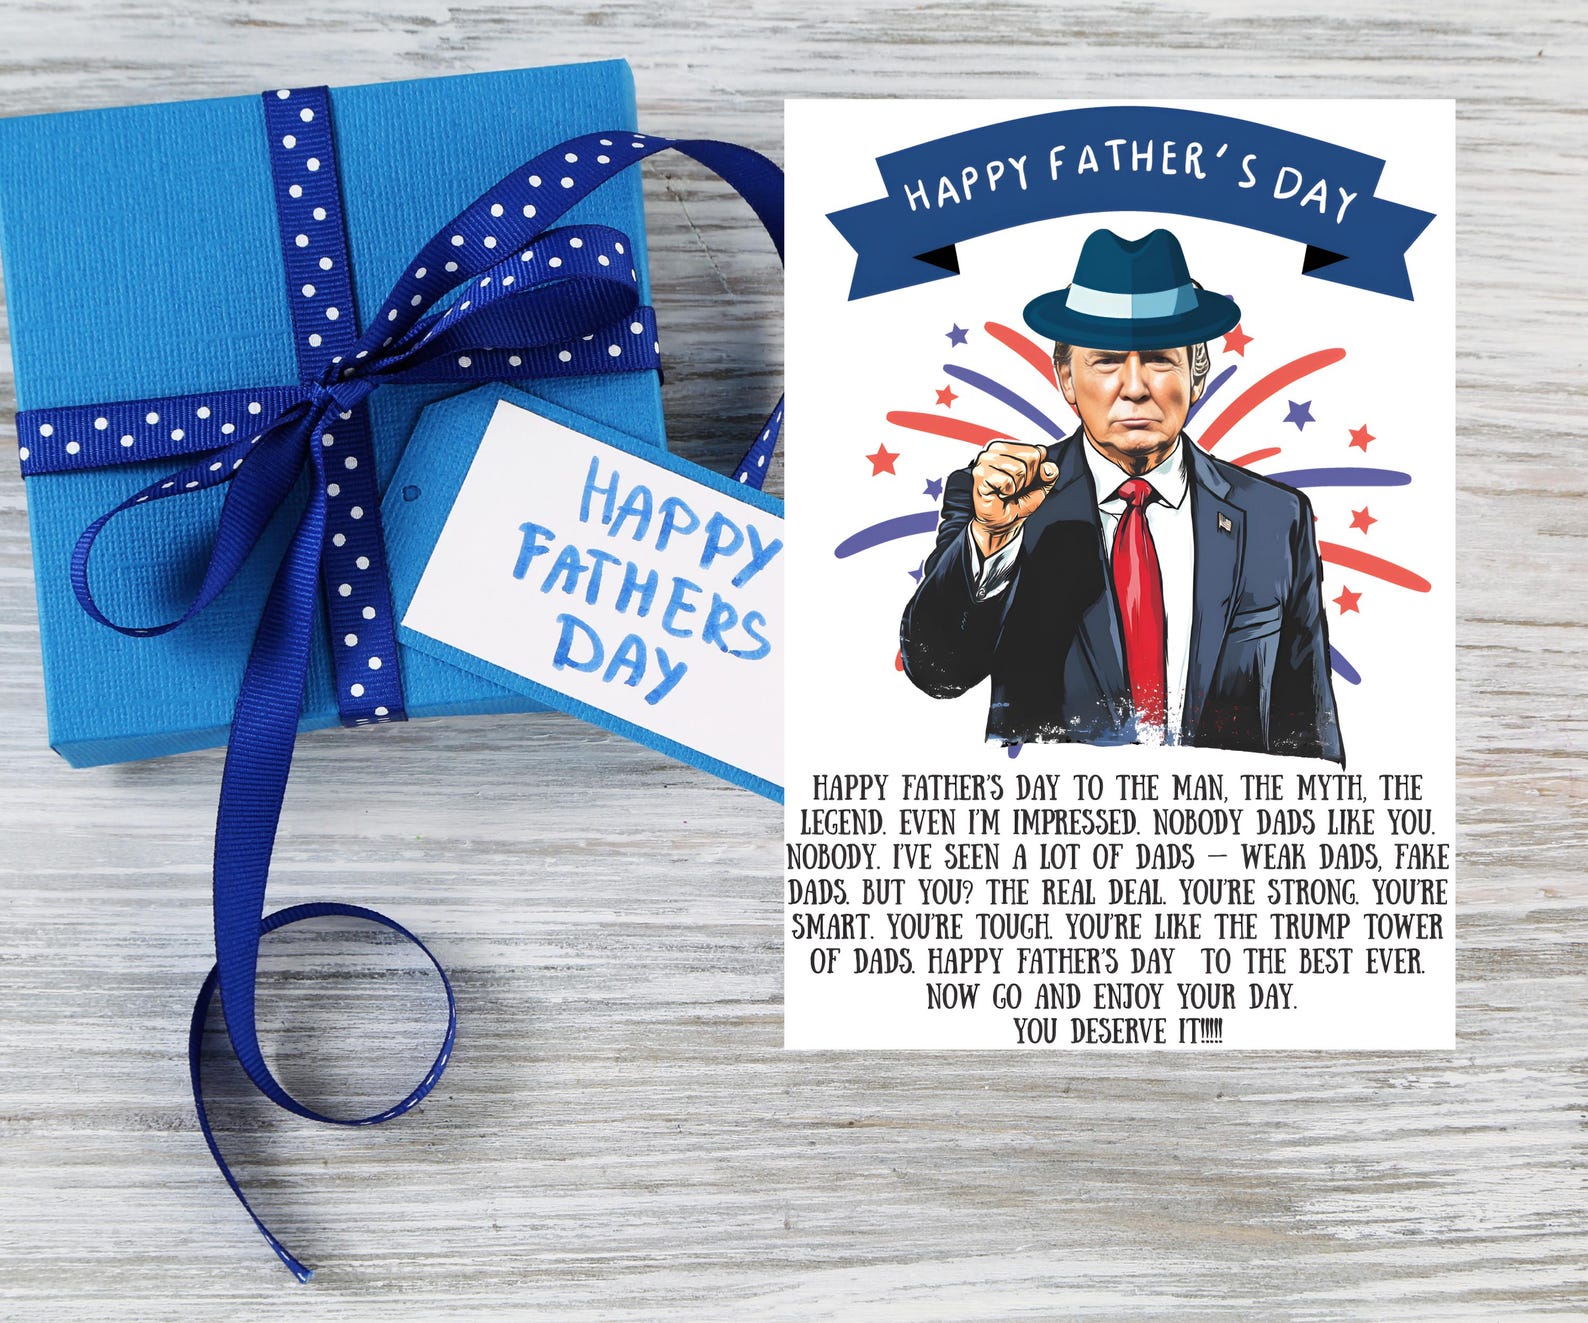 HAPPY
FATHERS
DAY
HAPPY FATHER'S DAY
HAPPY FATHER'S DAY TO THE MAN, THE MYTH, THE
LEGEND. EVEN I'M IMPRESSED. NOBODY DADS LIKE YOU.
NOBODY. I'VE SEEN A LOT OF DADS – WEAK DADS, FAKE
DADS. BUT YOU? THE REAL DEAL. YOU'RE STRONG. YOU'RE
SMART. YOU'RE TOUGH. YOU'RE LIKE THE TRUMP TOWER
OF DADS. HAPPY FATHER'S DAY TO THE BEST EVER.
NOW GO AND ENJOY YOUR DAY.
YOU DESERVE IT!!!!!